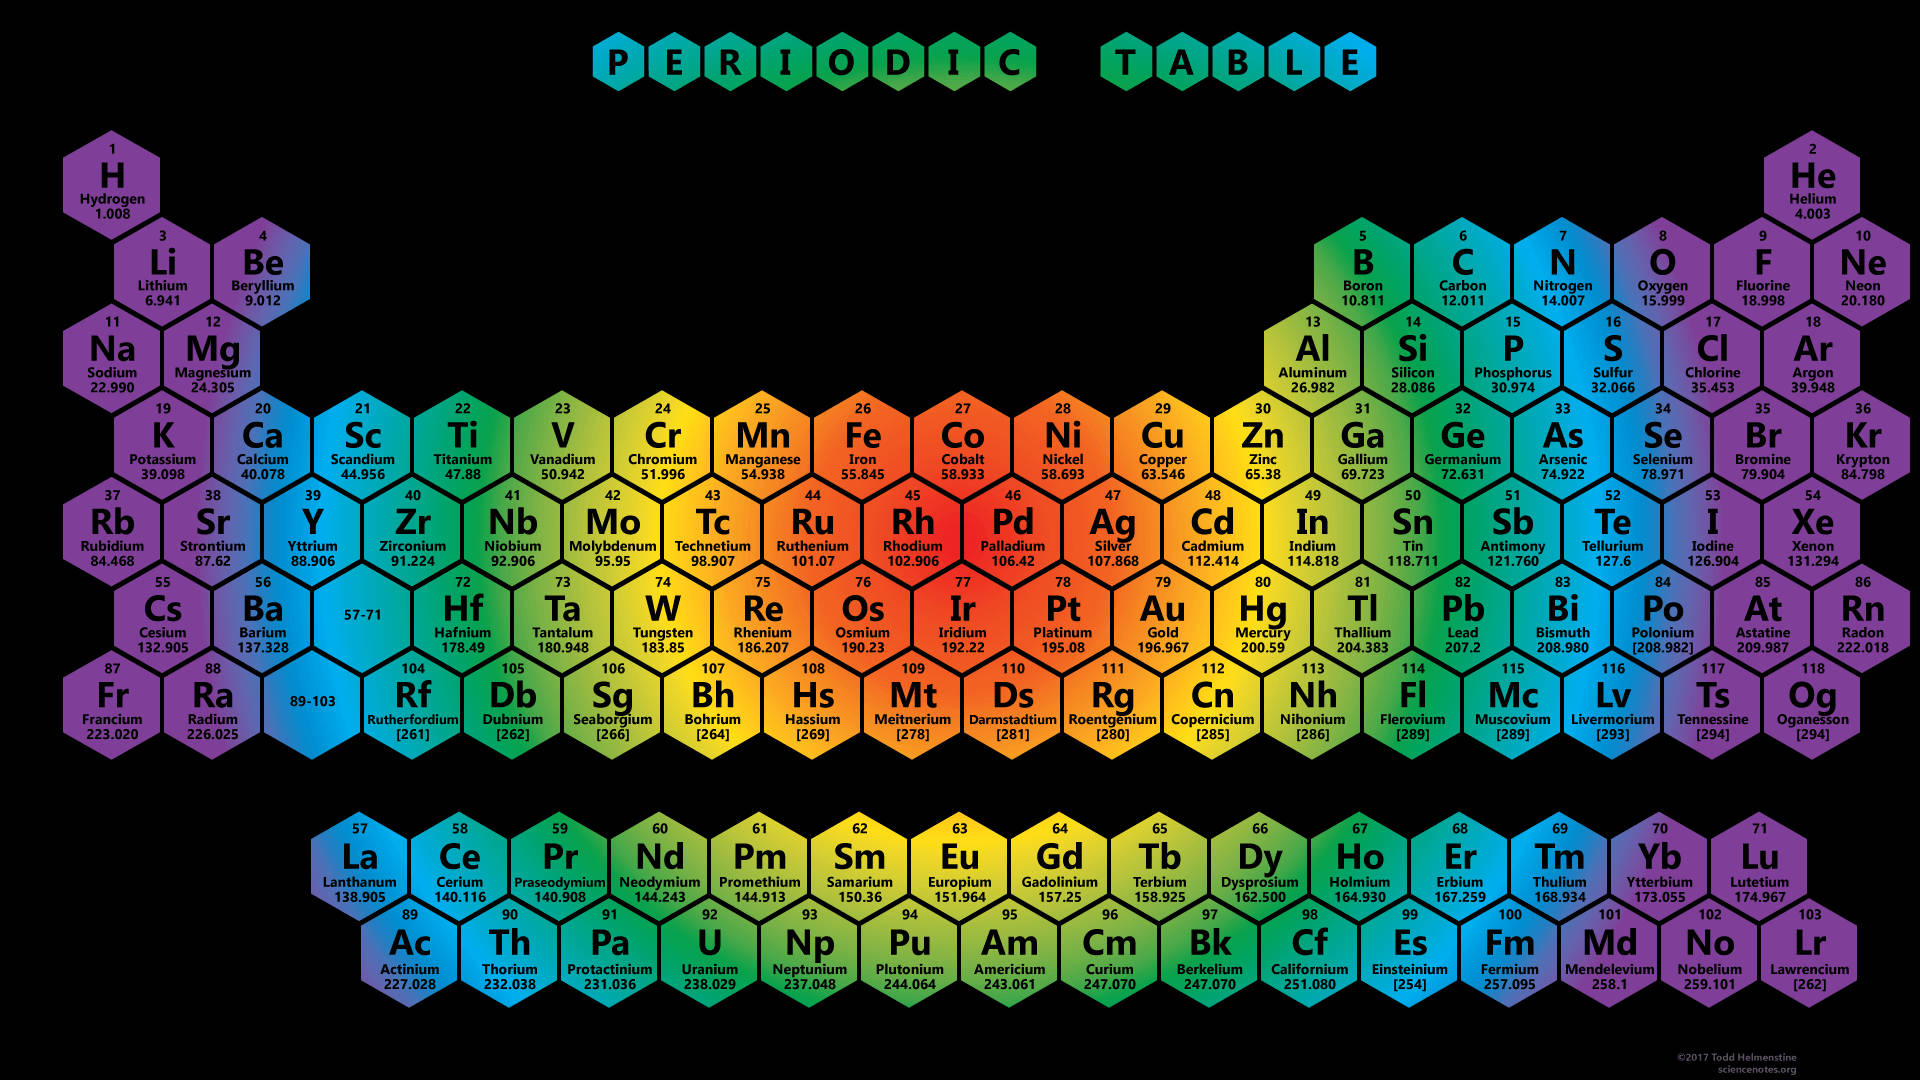 PERIODIC TABLE
1
H
Hydrogen
1.008
2
He
Helium
4.003
3
Li
Lithium
6.941
4
Be
Beryllium
9.012
5
B
Boron
10.811
6
C
Carbon
12.011
7
N
Nitrogen
14.007
8
O
Oxygen
15.999
9
F
Fluorine
18.998
10
Ne
Neon
20.180
11
Na
Sodium
22.990
12
Mg
Magnesium
24.305
13
Al
Aluminum
26.982
14
Si
Silicon
28.086
15
P
Phosphorus
30.974
16
S
Sulfur
32.066
17
Cl
Chlorine
35.453
18
Ar
Argon
39.948
19
K
Potassium
39.098
20
Ca
Calcium
40.078
21
Sc
Scandium
44.956
22
Ti
Titanium
47.88
23
V
Vanadium
50.942
24
Cr
Chromium
51.996
25
Mn
Manganese
54.938
26
Fe
Iron
55.845
27
Co
Cobalt
58.933
28
Ni
Nickel
58.693
29
Cu
Copper
63.546
30
Zn
Zinc
65.38
31
Ga
Gallium
69.723
32
Ge
Germanium
72.631
33
As
Arsenic
74.922
34
Se
Selenium
78.971
35
Br
Bromine
79.904
36
Kr
Krypton
84.798
37
Rb
Rubidium
84.468
38
Sr
Strontium
87.62
39
Y
Yttrium
88.906
40
Zr
Zirconium
91.224
41
Nb
Niobium
92.906
42
Mo
Molybdenum
95.95
43
Tc
Technetium
98.907
44
Ru
Ruthenium
101.07
45
Rh
Rhodium
102.906
46
Pd
Palladium
106.42
47
Ag
Silver
107.868
48
Cd
Cadmium
112.414
49
In
Indium
114.818
50
Sn
Tin
118.711
51
Sb
Antimony
121.760
52
Te
Tellurium
127.6
53
I
Iodine
126.904
54
Xe
Xenon
131.294
55
Cs
Cesium
132.905
56
Ba
Barium
137.328
57-71
72
Hf
Hafnium
178.49
73
Ta
Tantalum
180.948
74
W
Tungsten
183.85
75
Re
Rhenium
186.207
76
Os
Osmium
190.23
77
Ir
Iridium
192.22
78
Pt
Platinum
195.08
79
Au
Gold
196.967
80
Hg
Mercury
200.59
81
Tl
Thallium
204.383
82
Pb
Lead
207.2
83
Bi
Bismuth
208.980
84
Po
Polonium
[208.982]
85
At
Astatine
209.987
86
Rn
Radon
222.018
87
Fr
Francium
223.020
88
Ra
Radium
226.025
89-103
104
Rf
Rutherfordium
[261]
105
Db
Dubnium
[262]
106
Sg
Seaborgium
[266]
107
Bh
Bohrium
[264]
108
Hs
Hassium
[269]
109
Mt
Meitnerium
[278]
110
Ds
Darmstadtium
[281]
111
Rg
Roentgenium
[280]
112
Cn
Copernicium
[285]
113
Nh
Nihonium
[286]
114
Fl
Flerovium
[289]
115
Mc
Muscovium
[289]
116
Lv
Livermorium
[293]
117
Ts
Tennessine
[294]
118
Og
Oganesson
[294]
57
La
Lanthanum
138.905
58
Ce
Cerium
140.116
59
Pr
Praseodymium
140.908
60
Nd
Neodymium
144.243
61
Pm
Promethium
144.913
62
Sm
Samarium
150.36
63
Eu
Europium
151.964
64
Gd
Gadolinium
157.25
65
Tb
Terbium
158.925
66
Dy
Dysprosium
162.500
67
Ho
Holmium
164.930
68
Er
Erbium
167.259
69
Tm
Thulium
168.934
70
Yb
Ytterbium
173.055
71
Lu
Lutetium
174.967
89
Ac
Actinium
227.028
90
Th
Thorium
232.038
91
Pa
Protactinium
231.036
92
U
Uranium
238.029
93
Np
Neptunium
237.048
94
Pu
Plutonium
244.064
95
Am
Americium
243.061
96
Cm
Curium
247.070
97
Bk
Berkelium
247.070
98
Cf
Californium
251.080
99
Es
Einsteinium
[254]
100
Fm
Fermium
257.095
101
Md
Mendelevium
258.1
102
No
Nobelium
259.101
103
Lr
Lawrencium
[262]
©2017 Todd Helmenstine
sciencenotes.org